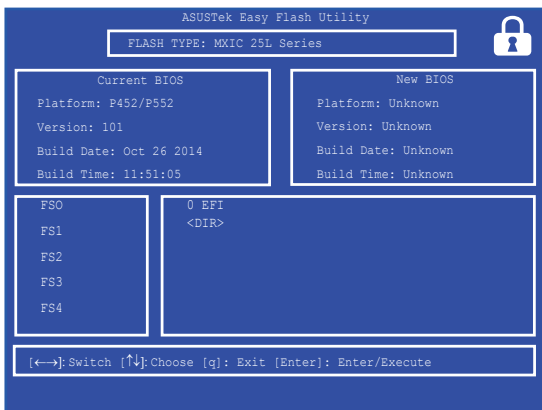 ASUSTek Easy Flash Utility
FLASH TYPE: MXIC 25L Series
Current BIOS
Platform: P452/P552
Version: 101
Build Date: Oct 26 2014
Build Time: 11:51:05
New BIOS
Platform: Unknown
Version: Unknown
Build Date: Unknown
Build Time: Unknown
FSO
FS1
FS2
FS3
FS4
0 EFI
<DIR>
[←→]: Switch [↑↓]: Choose [q]: Exit [Enter]: Enter/Execute